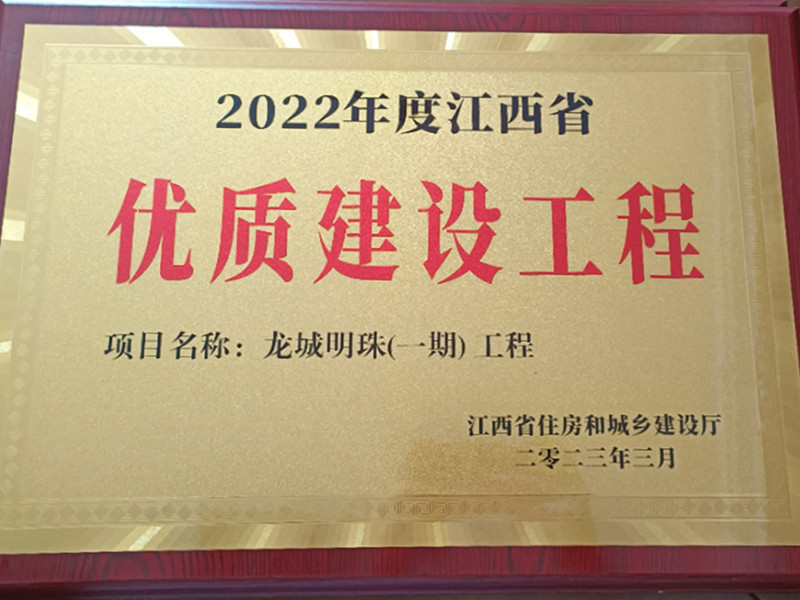 2022年度江西省
优质建设工程
项目名称：龙城明珠(一期) 工程
江西省住房和城乡建设厅
二零二三年三月